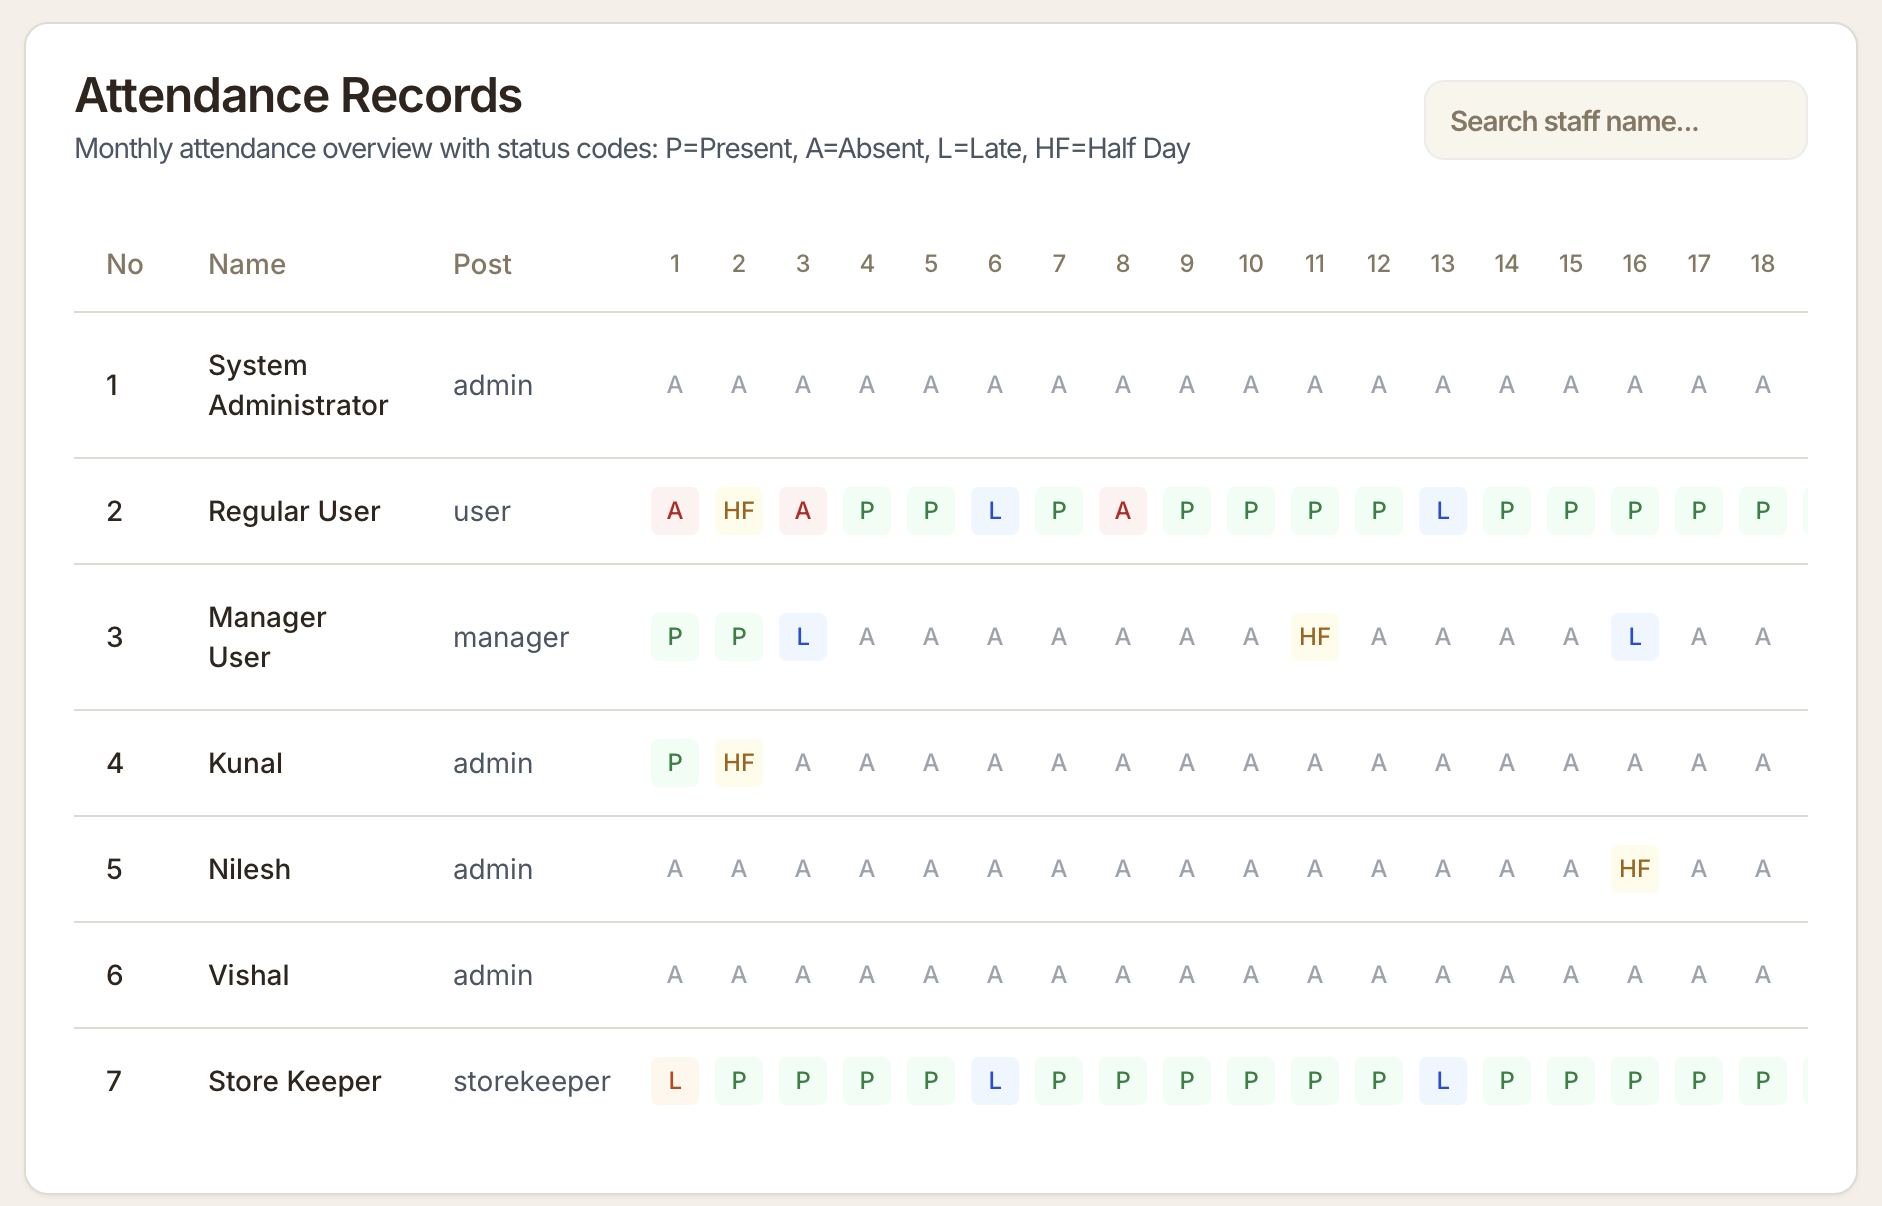 Attendance Records
Monthly attendance overview with status codes: P=Present, A=Absent, L=Late, HF=Half Day
Search staff name...
No Name Post 1 2 3 4 5 6 7 8 9 10 11 12 13 14 15 16 17 18
1 System Administrator admin A A A A A A A A A A A A A A A A A A
2 Regular User user A HF A P P L P A P P P P L P P P P P
3 Manager User manager P P L A A A A A A A HF A A A A L A A
4 Kunal admin P HF A A A A A A A A A A A A A A A A
5 Nilesh admin A A A A A A A A A A A A A A A HF A A
6 Vishal admin A A A A A A A A A A A A A A A A A A
7 Store Keeper storekeeper L P P P P L P P P P P P L P P P P P